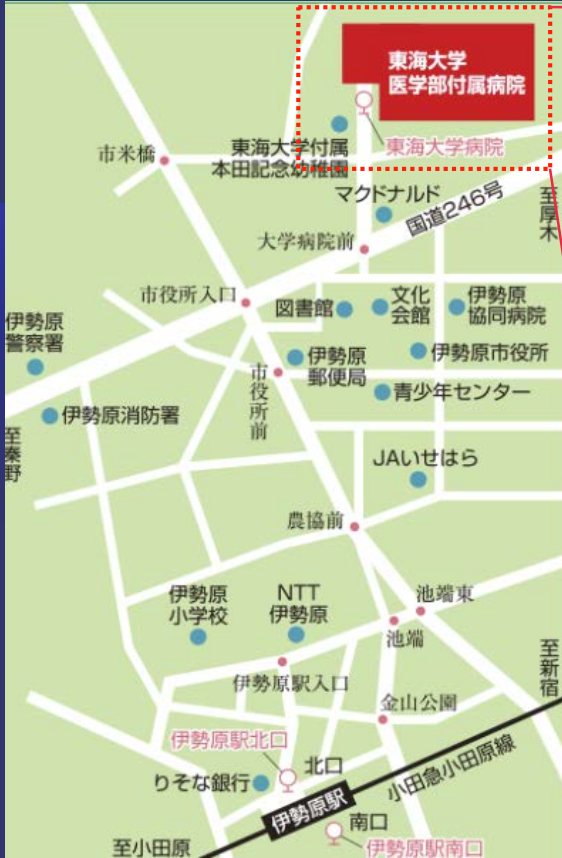 東海大学
医学部付属病院
東海大学病院
東海大学付属
本田記念幼稚園
市米橋
マクドナルド
国道246号
至厚木
大学病院前
市役所入口
図書館
文化
会館
伊勢原
協同病院
伊勢原
警察署
伊勢原
郵便局
伊勢原市役所
市役所前
青少年センター
伊勢原消防署
至秦野
JAいせはら
農協前
伊勢原
小学校
NTT
伊勢原
池端東
池端
伊勢原駅入口
至新宿
金山公園
伊勢原駅北口
北口
りそな銀行
小田急小田原線
伊勢原駅
南口
至小田原
伊勢原駅南口